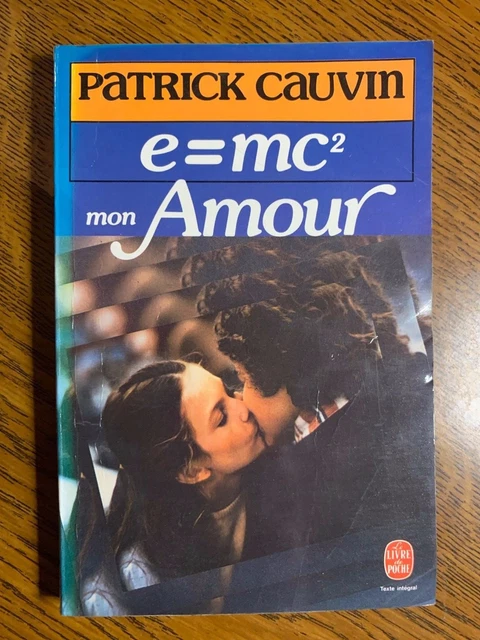 PATRICK CAUVIN
e=mc²
mon Amour
Le
LIVRE
de
POCHE
Texte intégral